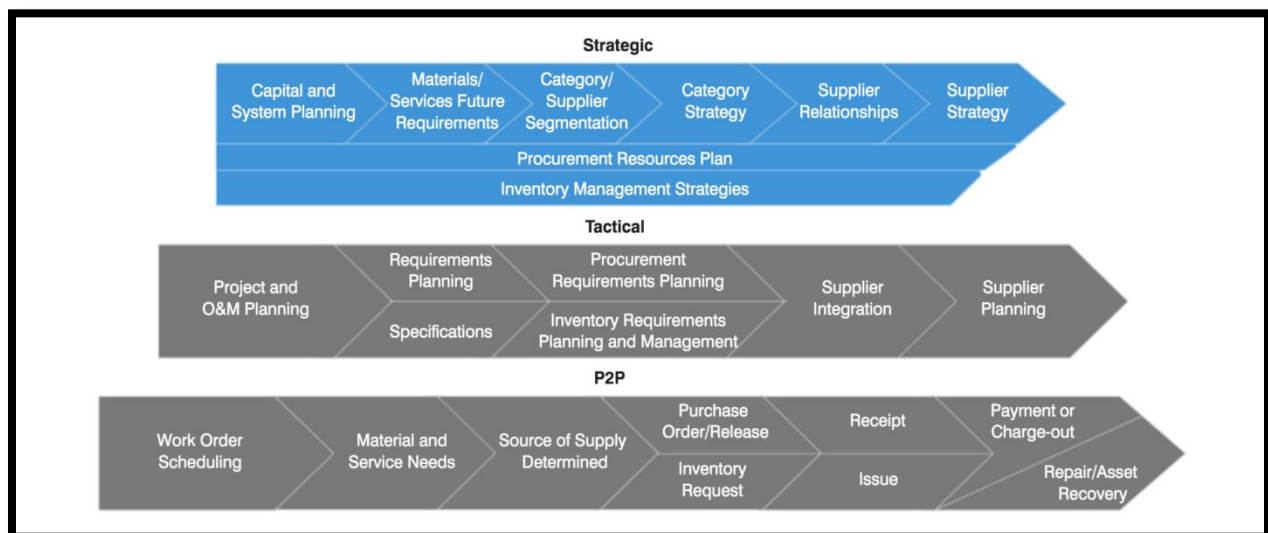 Strategic
Capital and
System Planning
Materials/
Services Future
Requirements
Category/
Supplier
Segmentation
Category
Strategy
Supplier
Relationships
Supplier
Strategy
Procurement Resources Plan
Inventory Management Strategies
Tactical
Project and
O&M Planning
Requirements
Planning
Specifications
Procurement
Requirements Planning
Inventory Requirements
Planning and Management
Supplier
Integration
Supplier
Planning
P2P
Work Order
Scheduling
Material and
Service Needs
Source of Supply
Determined
Purchase
Order/Release
Inventory
Request
Receipt
Issue
Payment or
Charge-out
Repair/Asset
Recovery